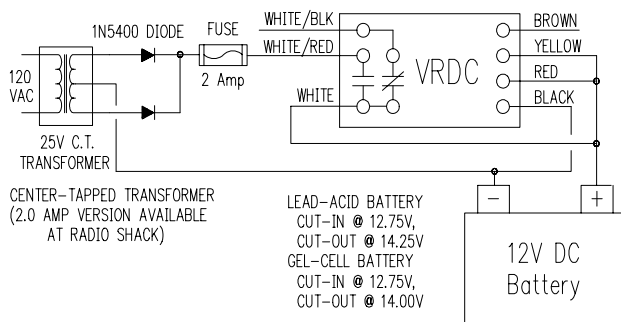 1N5400 DIODE
FUSE
2 Amp
120
VAC
25V C.T.
TRANSFORMER
CENTER-TAPPED TRANSFORMER
(2.0 AMP VERSION AVAILABLE
AT RADIO SHACK)
WHITE/BLK
WHITE/RED
WHITE
VRDC
BROWN
YELLOW
RED
BLACK
LEAD-ACID BATTERY
CUT-IN @ 12.75V,
CUT-OUT @ 14.25V
GEL-CELL BATTERY
CUT-IN @ 12.75V,
CUT-OUT @ 14.00V
- +
12V DC
Battery